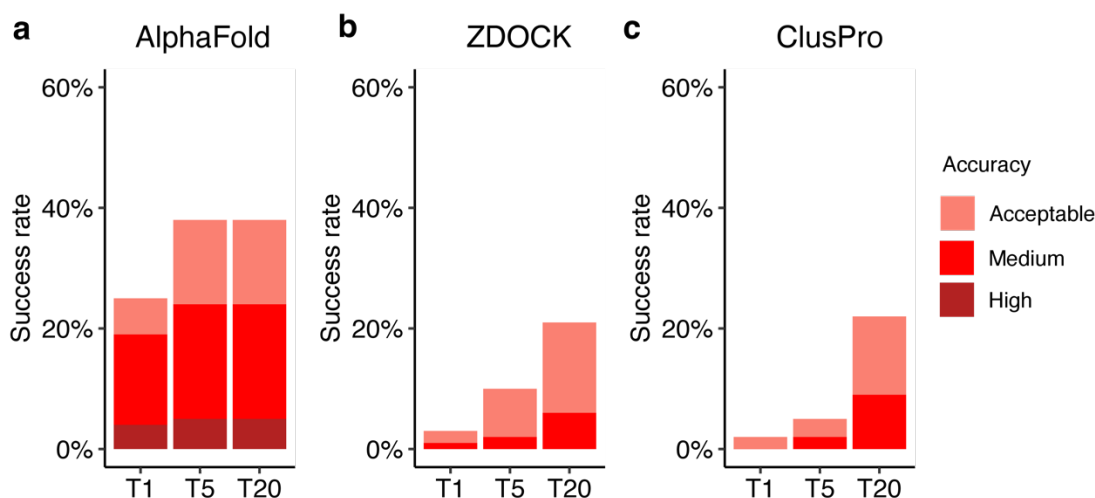 a AlphaFold
60%
40%
20%
0%
Success rate
T1 T5 T20
b ZDOCK
60%
40%
20%
0%
Success rate
T1 T5 T20
c ClusPro
60%
40%
20%
0%
Success rate
T1 T5 T20
Accuracy
Acceptable
Medium
High